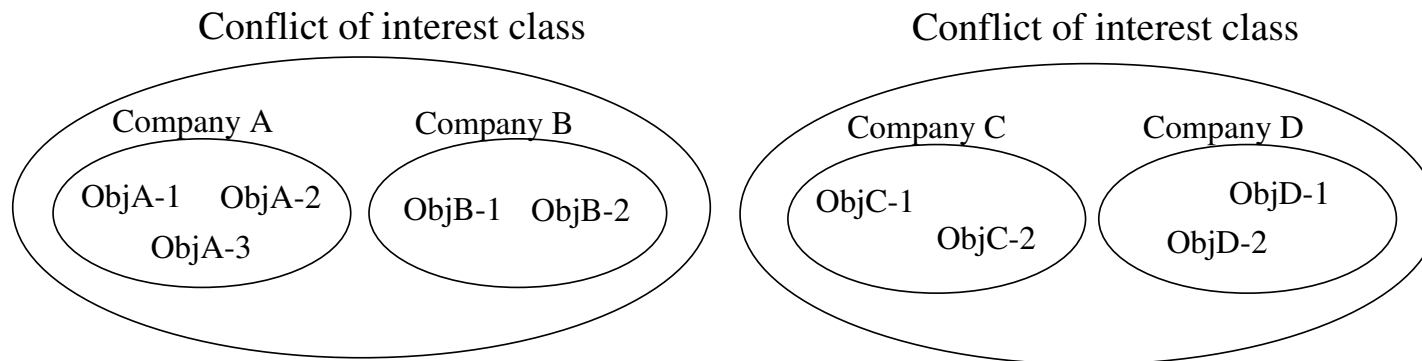 Conflict of interest class
Company A
Company B
ObjA-1
ObjA-2
ObjA-3
ObjB-1
ObjB-2
Conflict of interest class
Company C
Company D
ObjC-1
ObjC-2
ObjD-1
ObjD-2